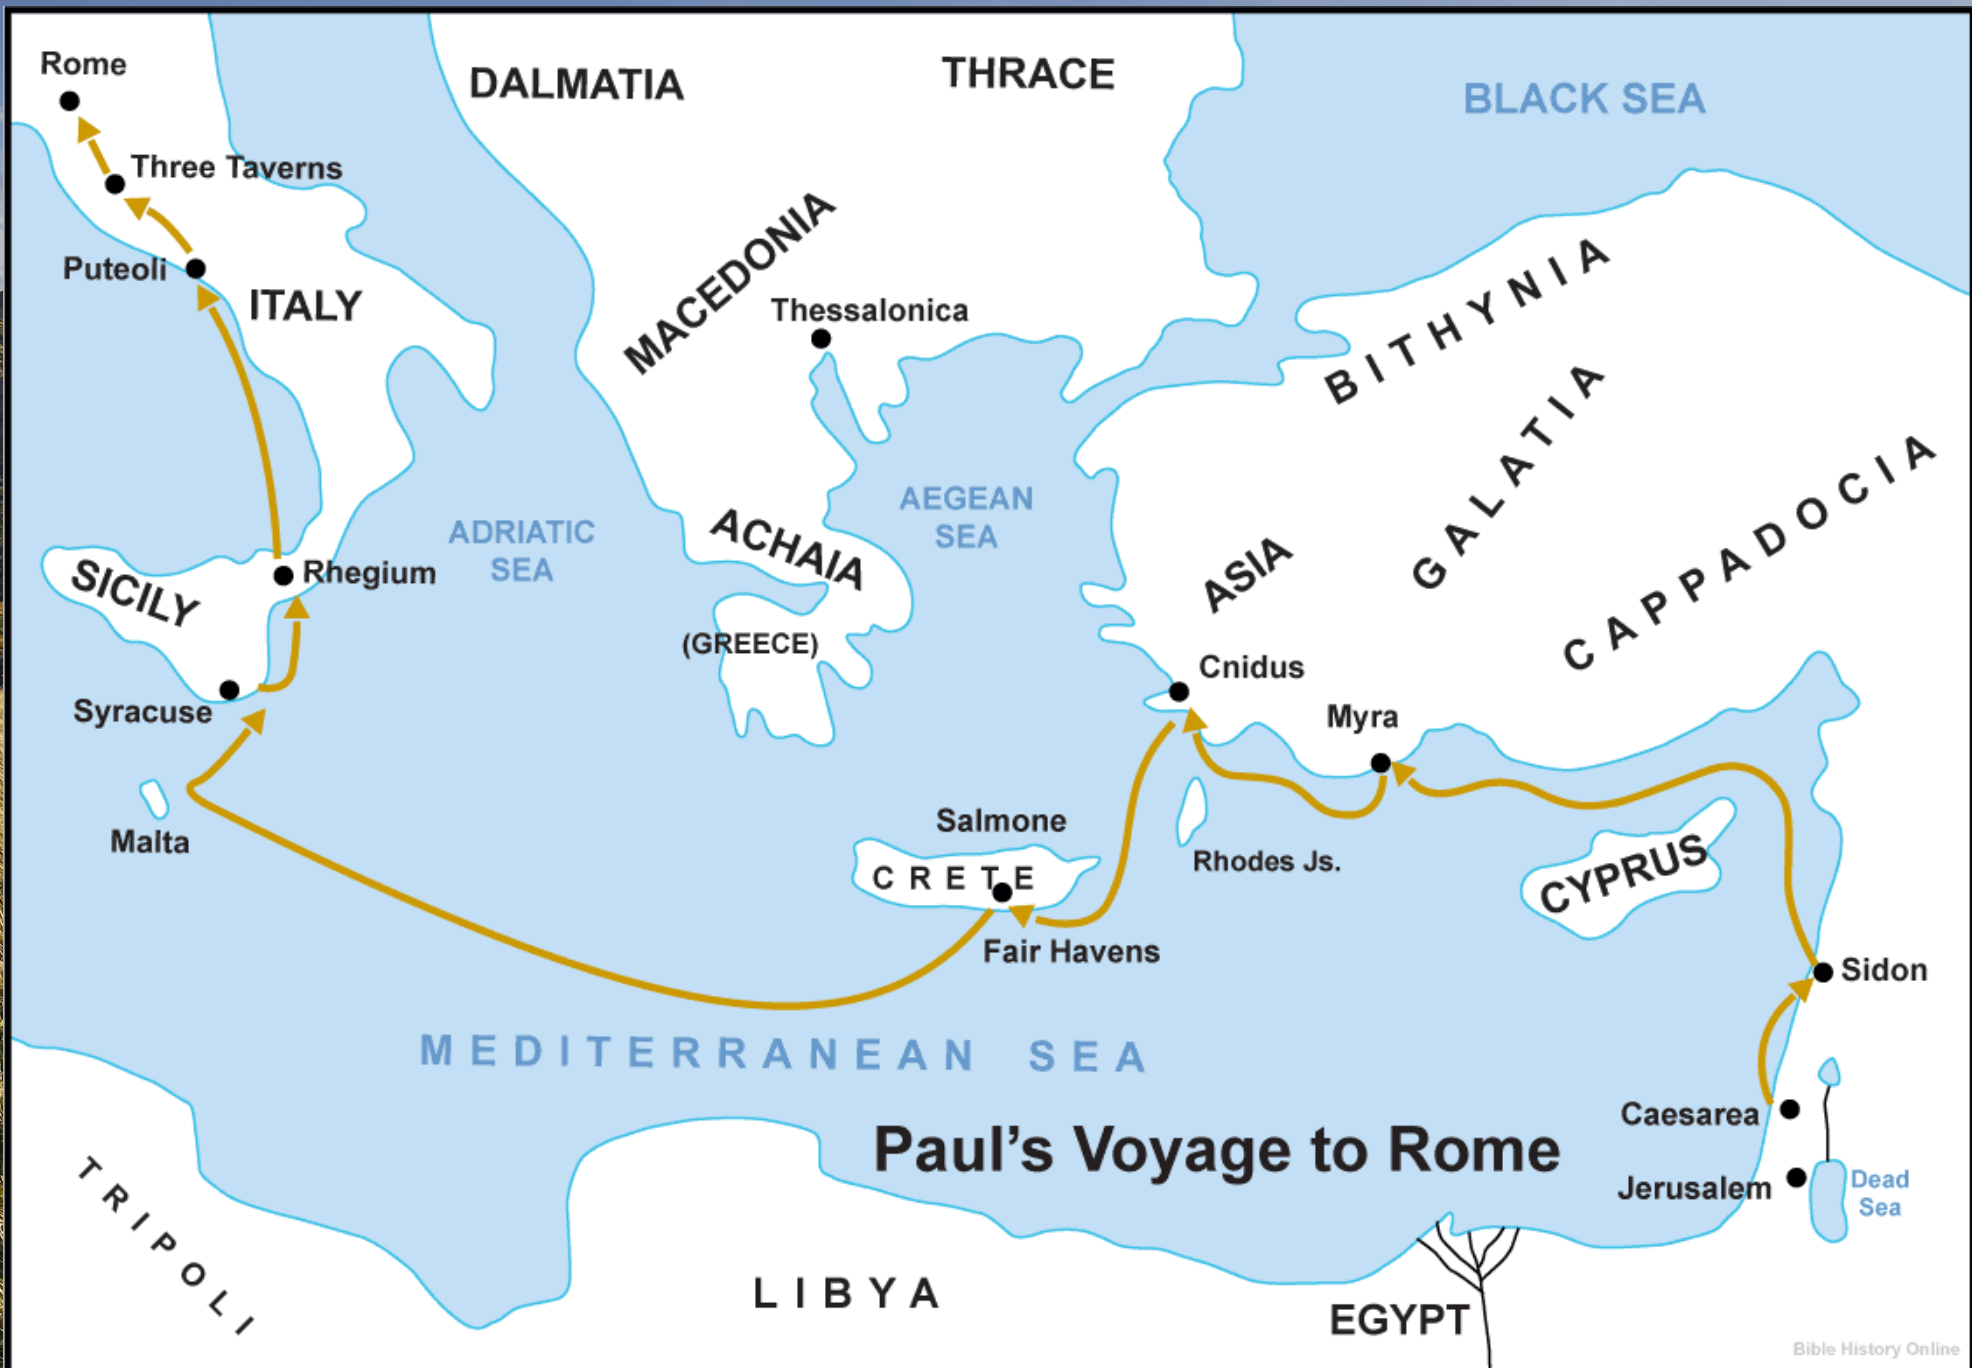 Rome
DALMATIA
THRACE
BLACK SEA
Three Taverns
MACEDONIA
Puteoli
ITALY
Thessalonica
BITHYNIA
GALATIA
CAPPADOCIA
ADRIATIC
SEA
AEGEAN
SEA
ACHAIA
ASIA
SICILY
Rhegium
(GREECE)
Cnidus
Syracuse
Myra
Malta
Salmone
CRETE
Rhodes Js.
CYPRUS
Fair Havens
Sidon
MEDITERRANEAN SEA
Caesarea
Paul's Voyage to Rome
Jerusalem
Dead
Sea
TRIPOLI
LIBYA
EGYPT
Bible History Online